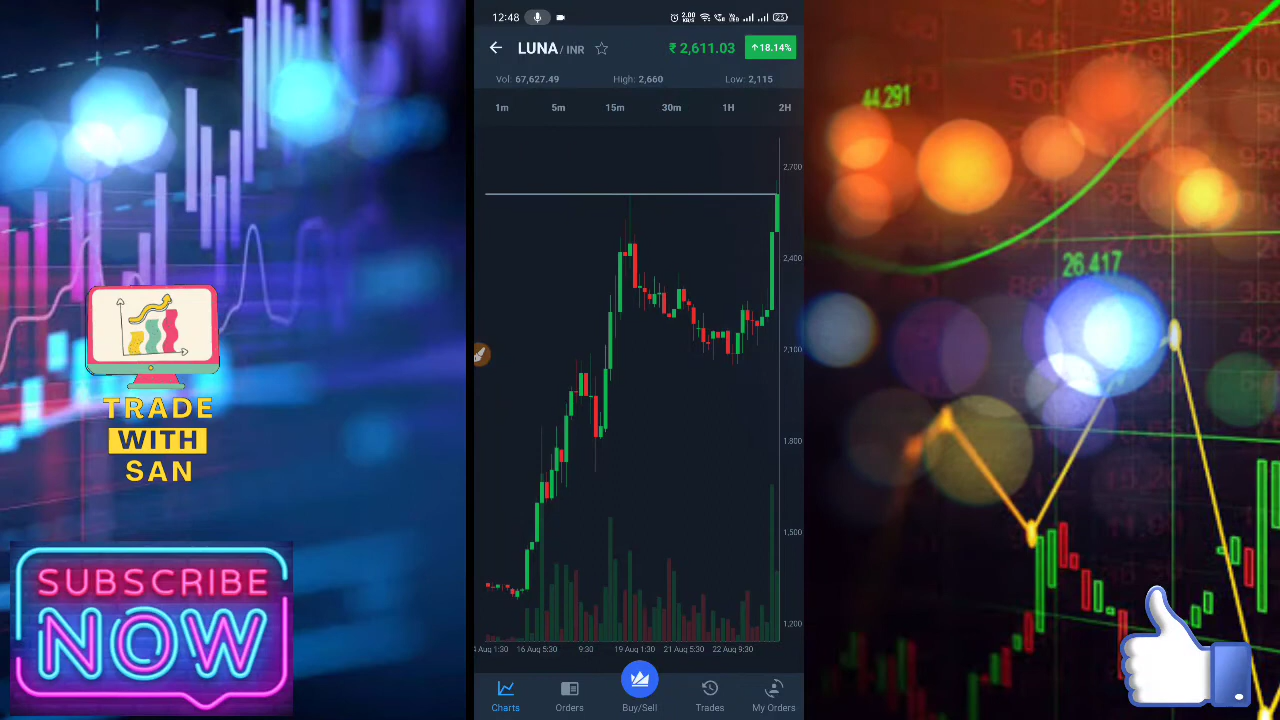 12:48
2.00
23
LUNA/ INR
₹ 2,611.03
↑18.14%
Vol: 67,627.49
High: 2,660
Low: 2,115
1m
5m
15m
30m
1H
2H
2,700
2,400
2,100
1,800
1,500
1,200
Aug 1:30
16 Aug 5:30
9:30
19 Aug 1:30
21 Aug 5:30
22 Aug 9:30
Charts
Orders
Buy/Sell
Trades
My Orders
TRADE
WITH
SAN
SUBSCRIBE
NOW
44.291
26.417